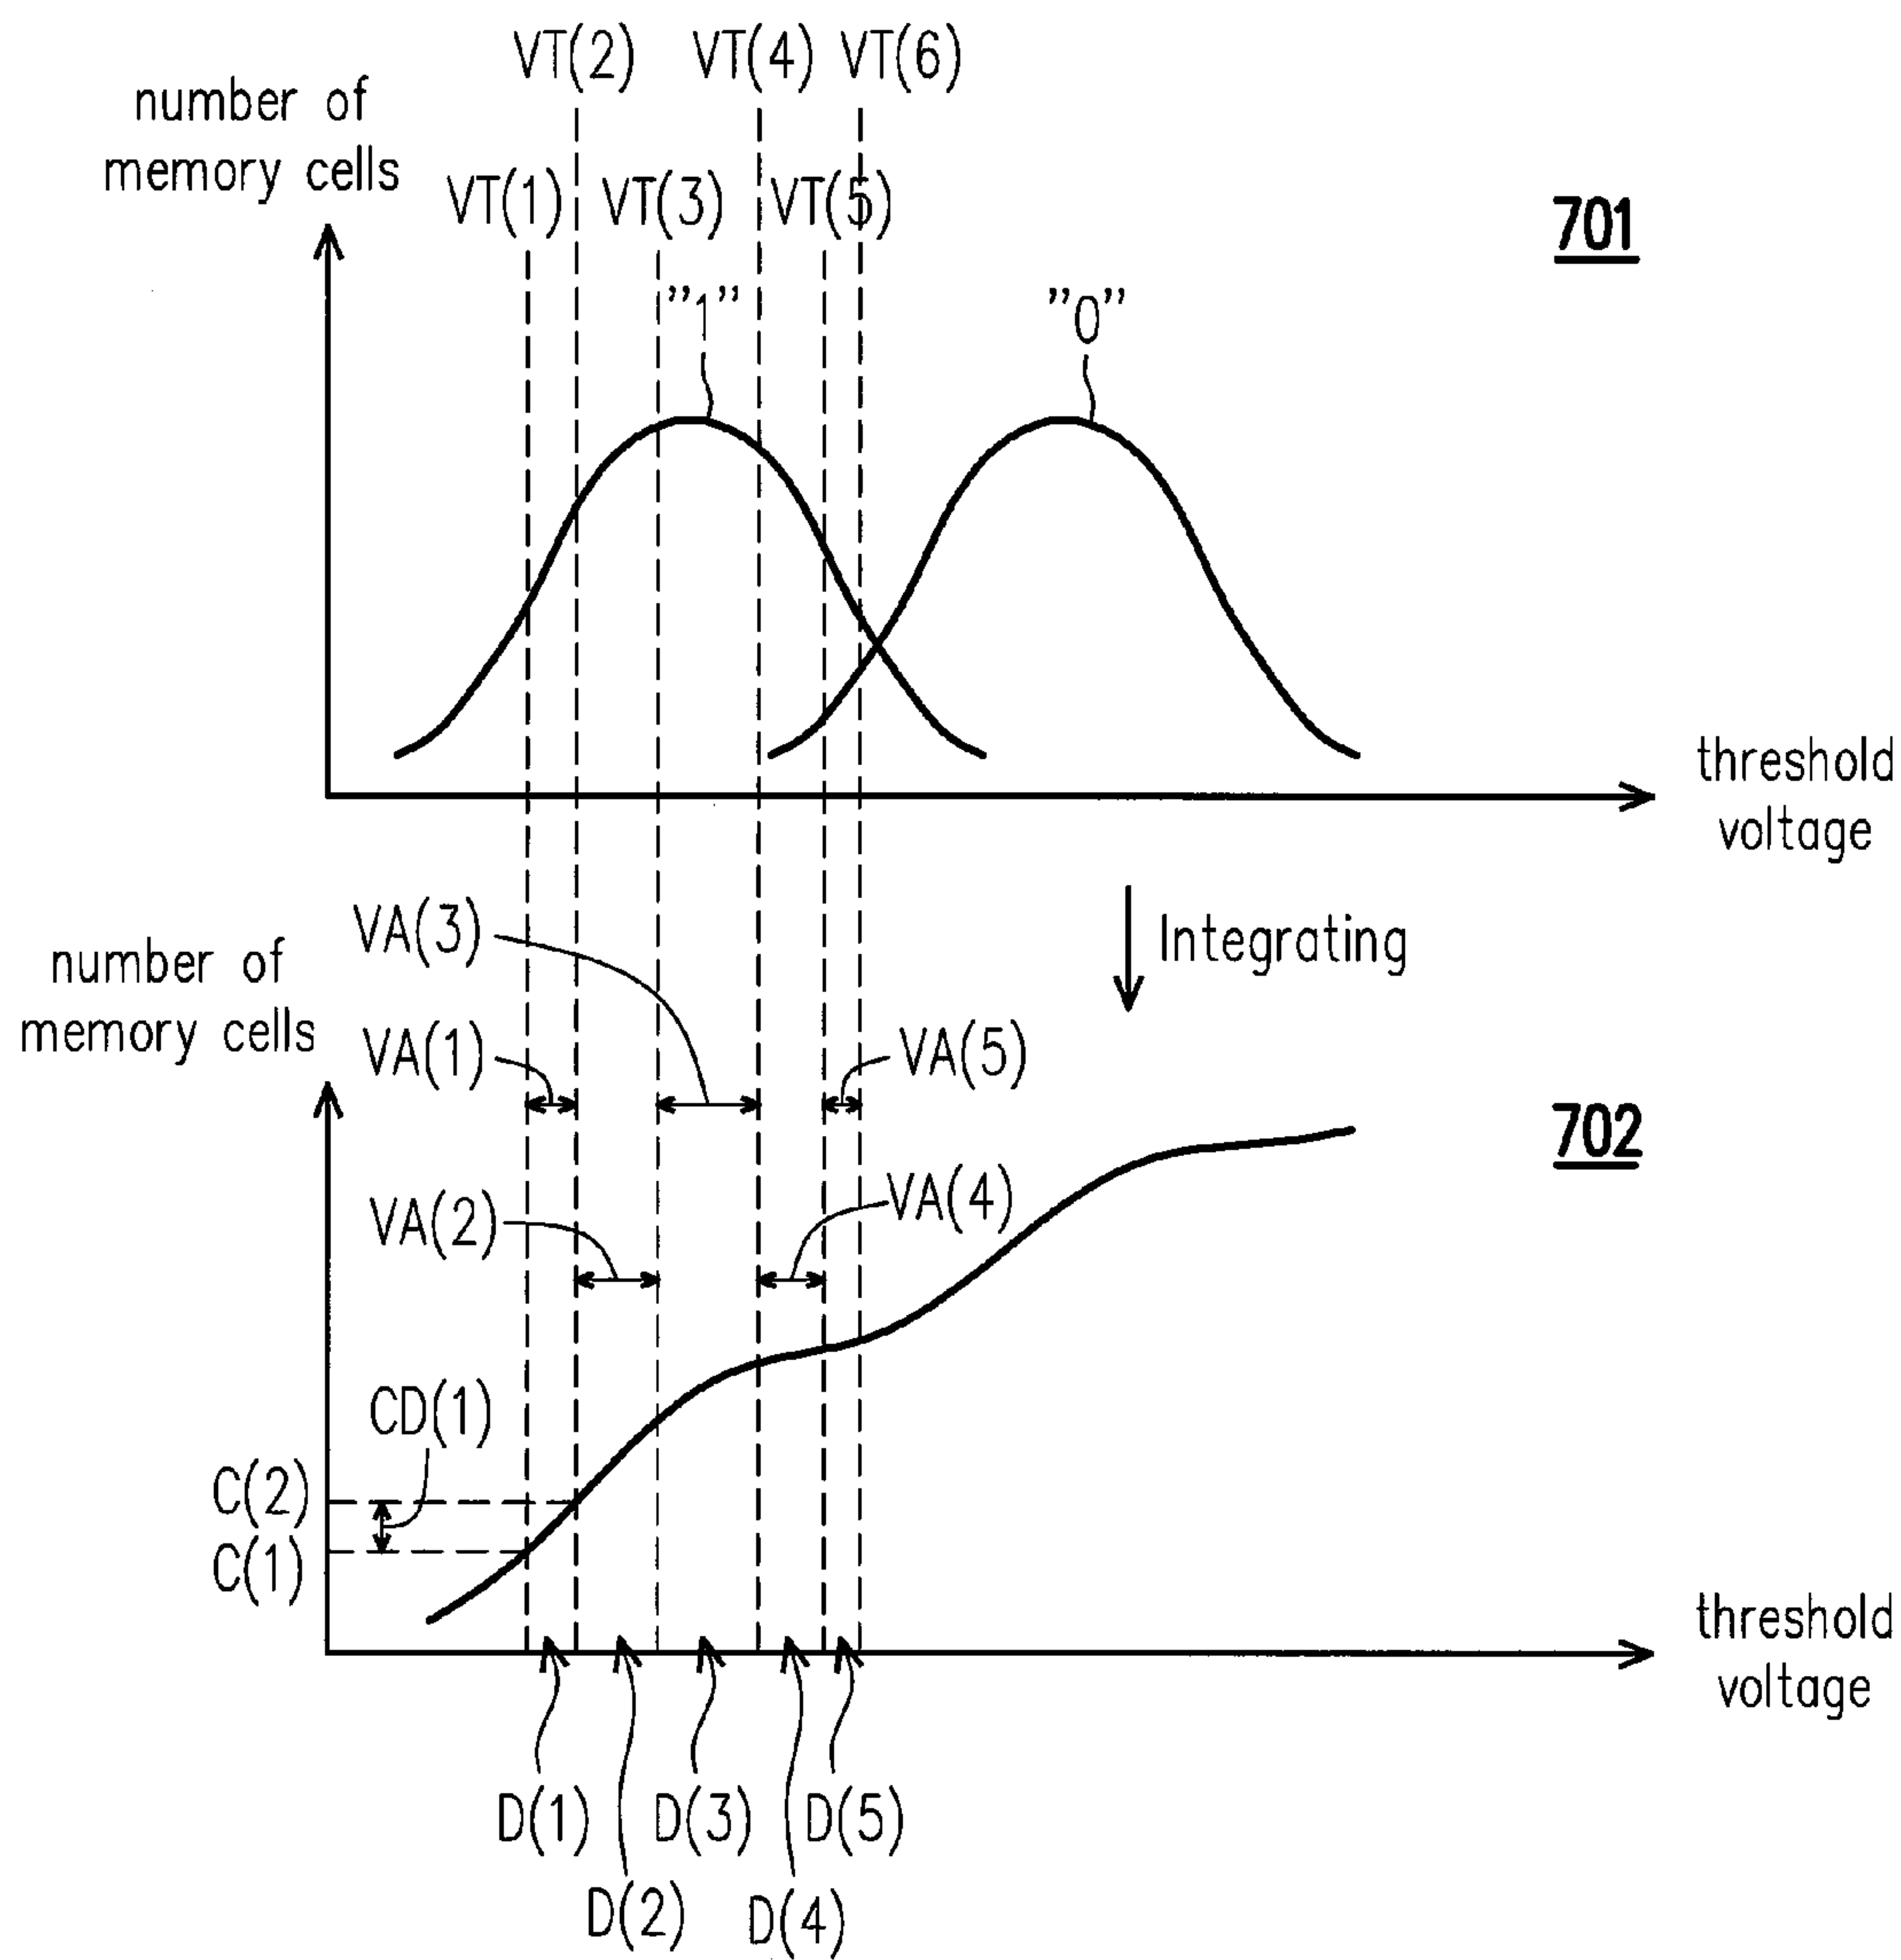 VT(2) VT(4) VT(6)
number of
memory cells
VT(1) VT(3) VT(5)
701
"1" "0"
threshold
voltage
VA(3)
Integrating
number of
memory cells
VA(1) VA(5)
702
VA(2) VA(4)
CD(1)
C(2)
C(1)
threshold
voltage
D(1) D(3) D(5)
D(2) D(4)